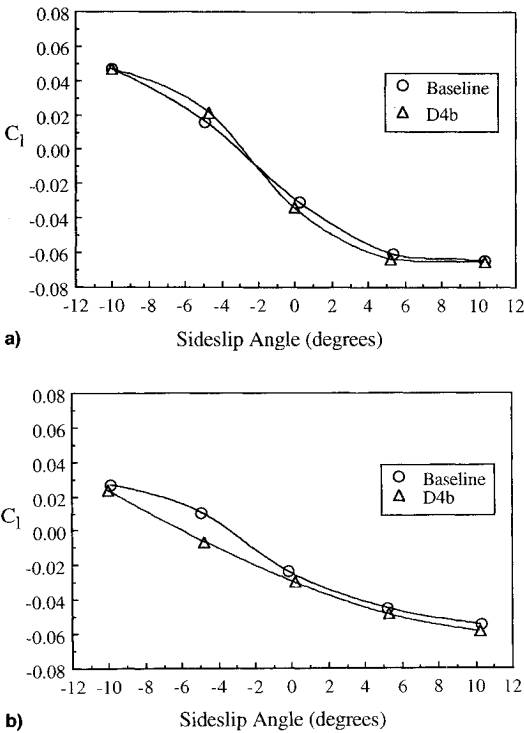 0.08
0.06
0.04
0.02
0.00
-0.02
-0.04
-0.06
-0.08
C1
Baseline
D4b
-12 -10 -8 -6 -4 -2 0 2 4 6 8 10 12
Sideslip Angle (degrees)
a)
0.08
0.06
0.04
0.02
0.00
-0.02
-0.04
-0.06
-0.08
C1
Baseline
D4b
-12 -10 -8 -6 -4 -2 0 2 4 6 8 10 12
Sideslip Angle (degrees)
b)